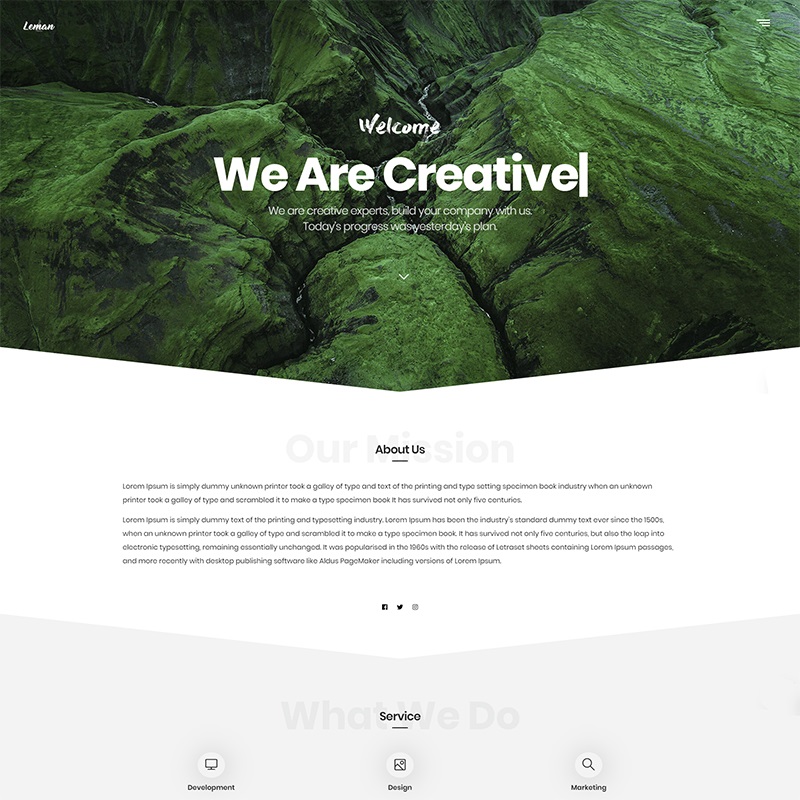 Leman
Welcome
We Are Creative|
We are creative experts, build your company with us.
Today's progress was yesterday's plan.
Our Mission
About Us
Lorem Ipsum is simply dummy unknown printer took a galley of type and text of the printing and type setting specimen book industry when an unknown
printer took a galley of type and scrambled it to make a type specimen book It has survived not only five centuries.
Lorem Ipsum is simply dummy text of the printing and typesetting industry. Lorem Ipsum has been the industry's standard dummy text ever since the 1500s,
when an unknown printer took a galley of type and scrambled it to make a type specimen book. It has survived not only five centuries, but also the leap into
electronic typesetting, remaining essentially unchanged. It was popularised in the 1960s with the release of Letraset sheets containing Lorem Ipsum passages,
and more recently with desktop publishing software like Aldus PageMaker including versions of Lorem Ipsum.
What We Do
Service
Development Design Marketing